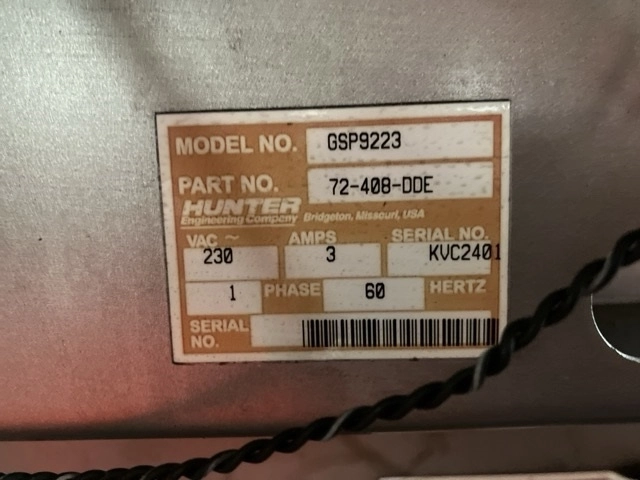 MODEL NO. GSP9223
PART NO. 72-408-DDE
HUNTER
Engineering Company Bridgeton, Missouri, USA
VAC ~ AMPS SERIAL NO.
230 3 KVC2401
1 PHASE 60 HERTZ
SERIAL
NO.